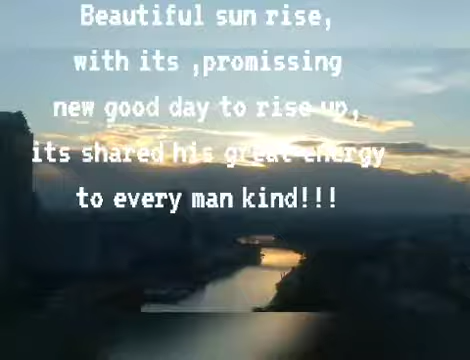 Beautiful sun rise,
with its ,promissing
new good day to rise up,
its shared his great energy
to every man kind!!!